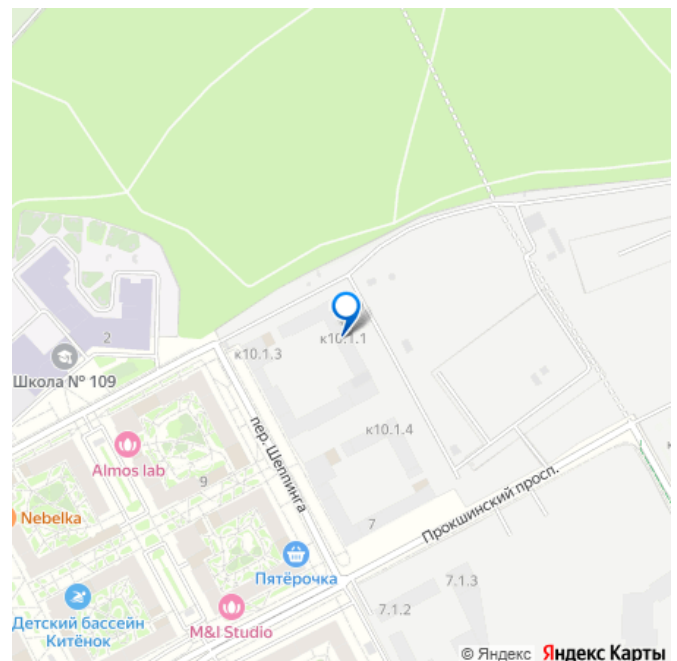 2
Школа № 109
к10.1.3
к10.1.1
к10.1.4
пер. Шеппинга
Almos lab
9
Nebelka
7
Прокшинский просп.
Пятёрочка
7.1.3
7.1.2
Детский бассейн
Китёнок
M&I Studio
© Яндекс Яндекс Карты